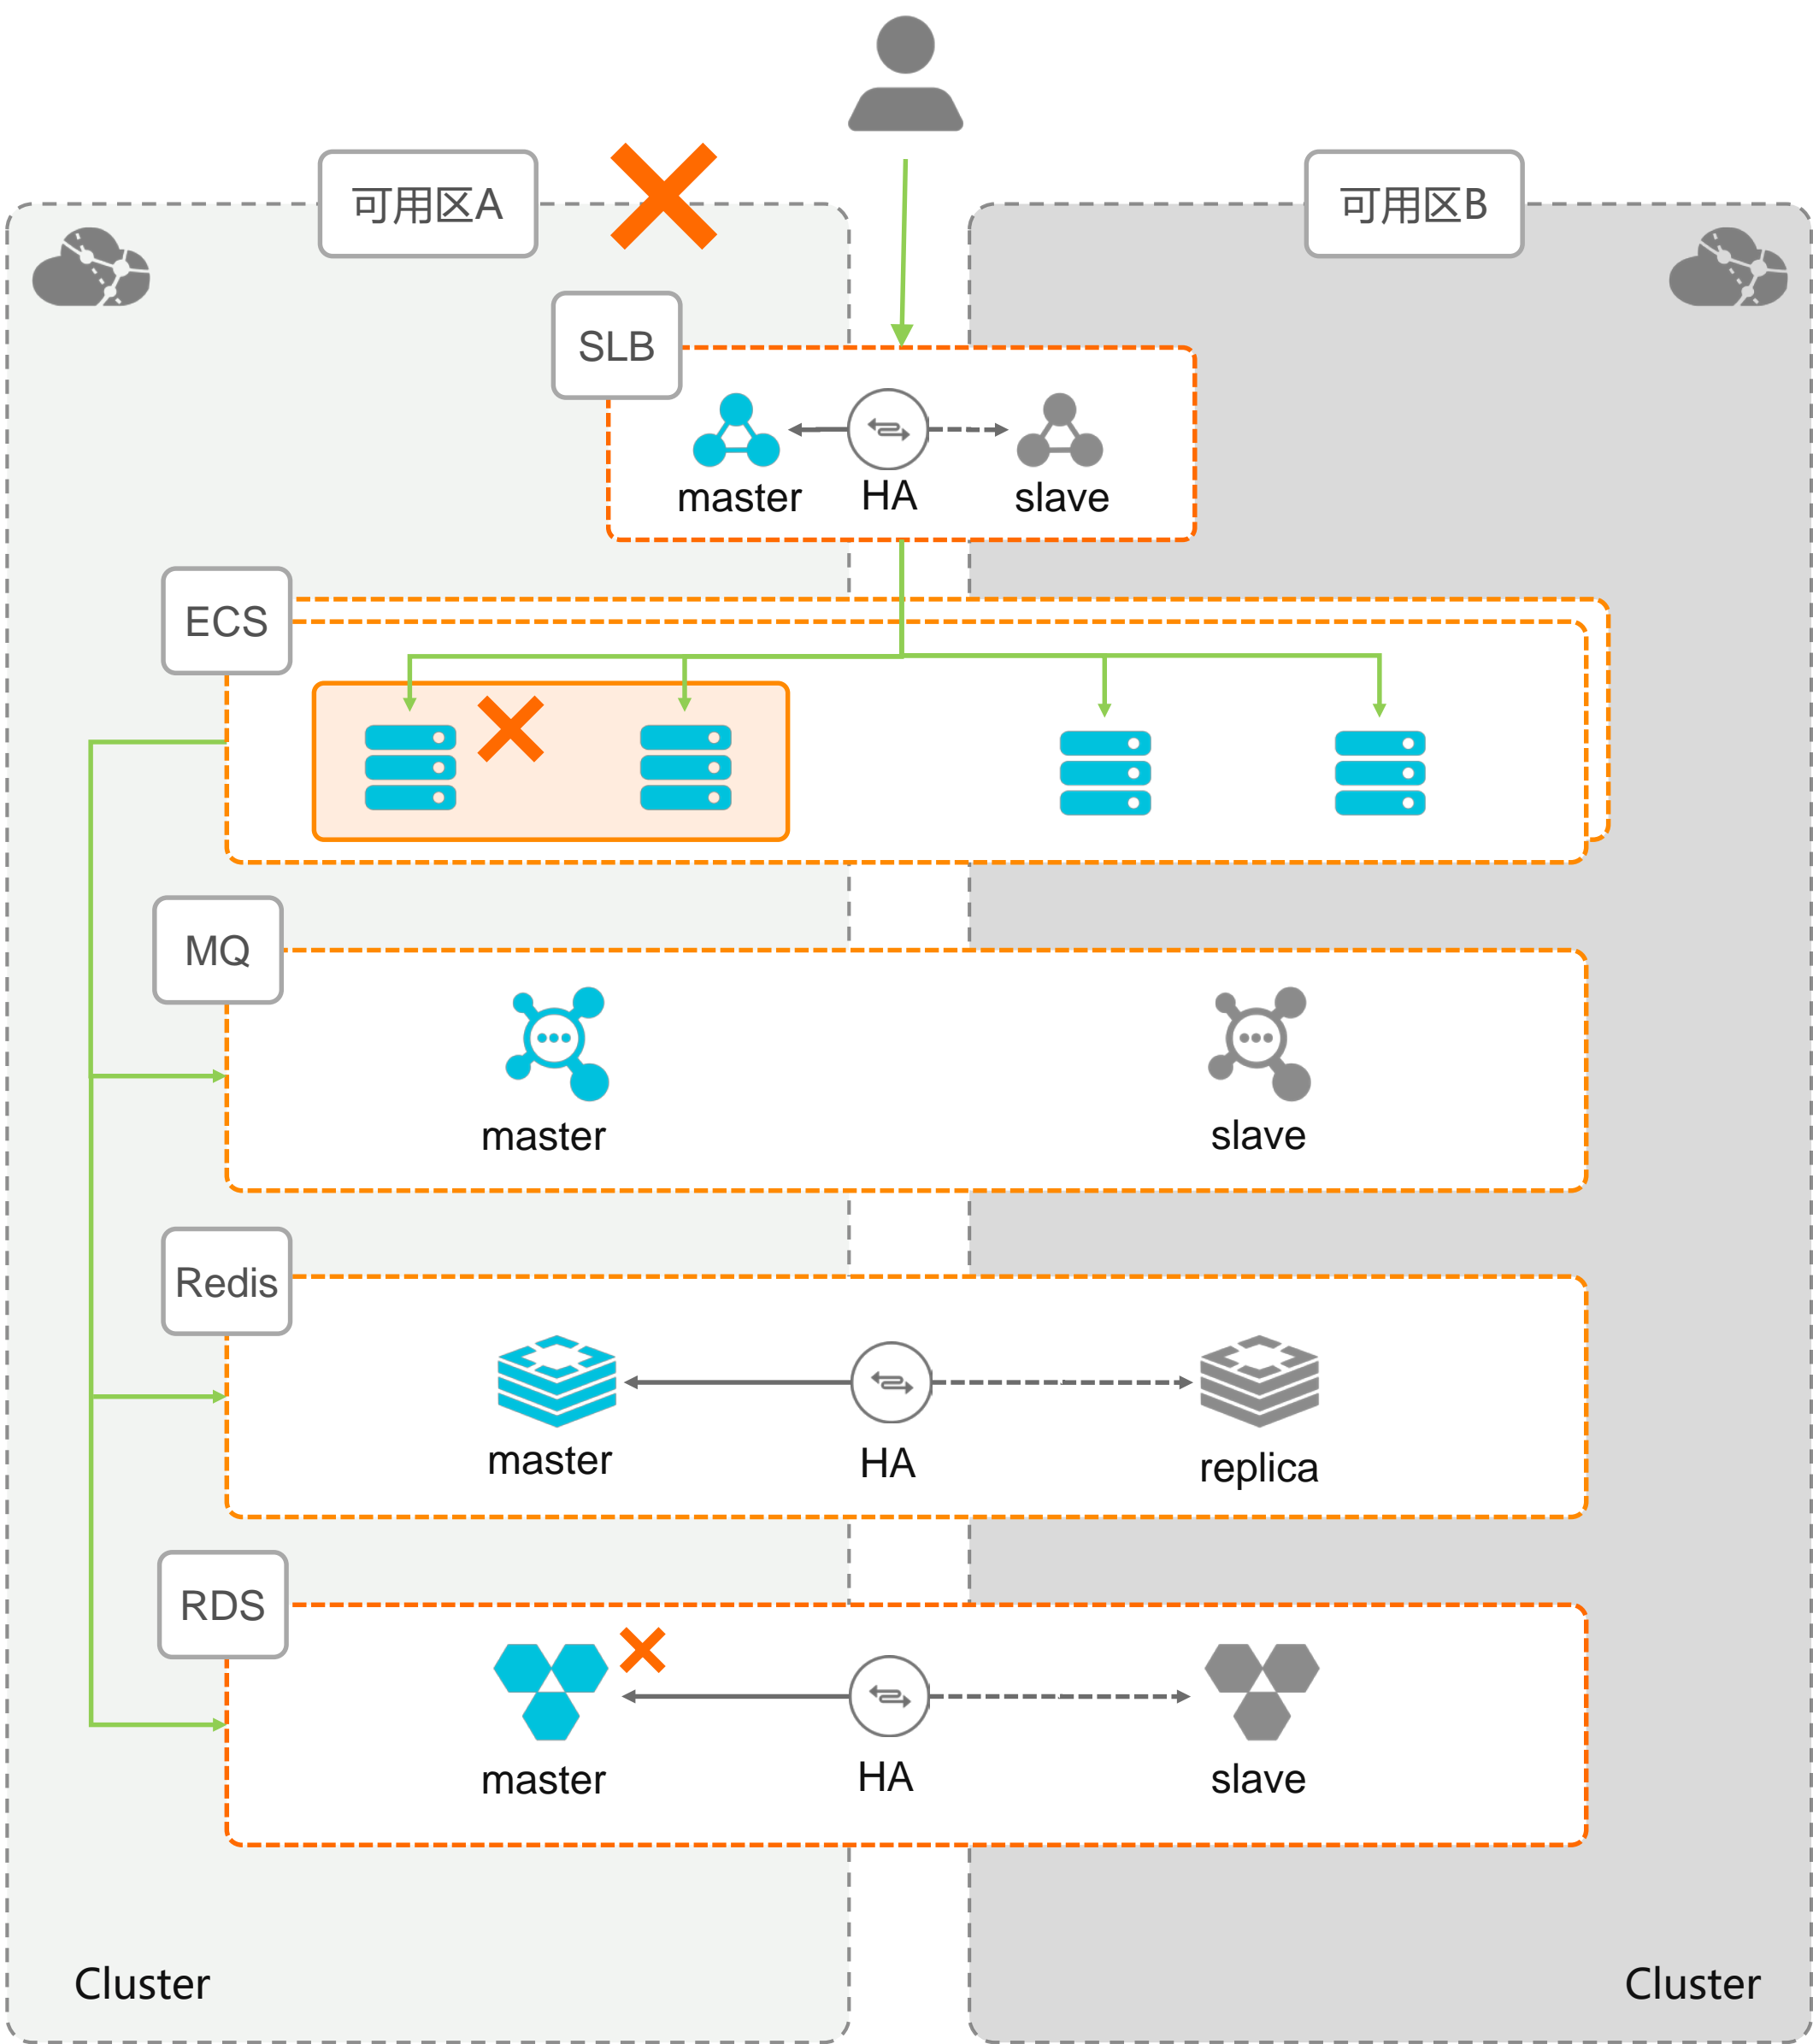 可用区A
可用区B
SLB
master
HA
slave
ECS
MQ
master
slave
Redis
master
HA
replica
RDS
master
HA
slave
Cluster
Cluster